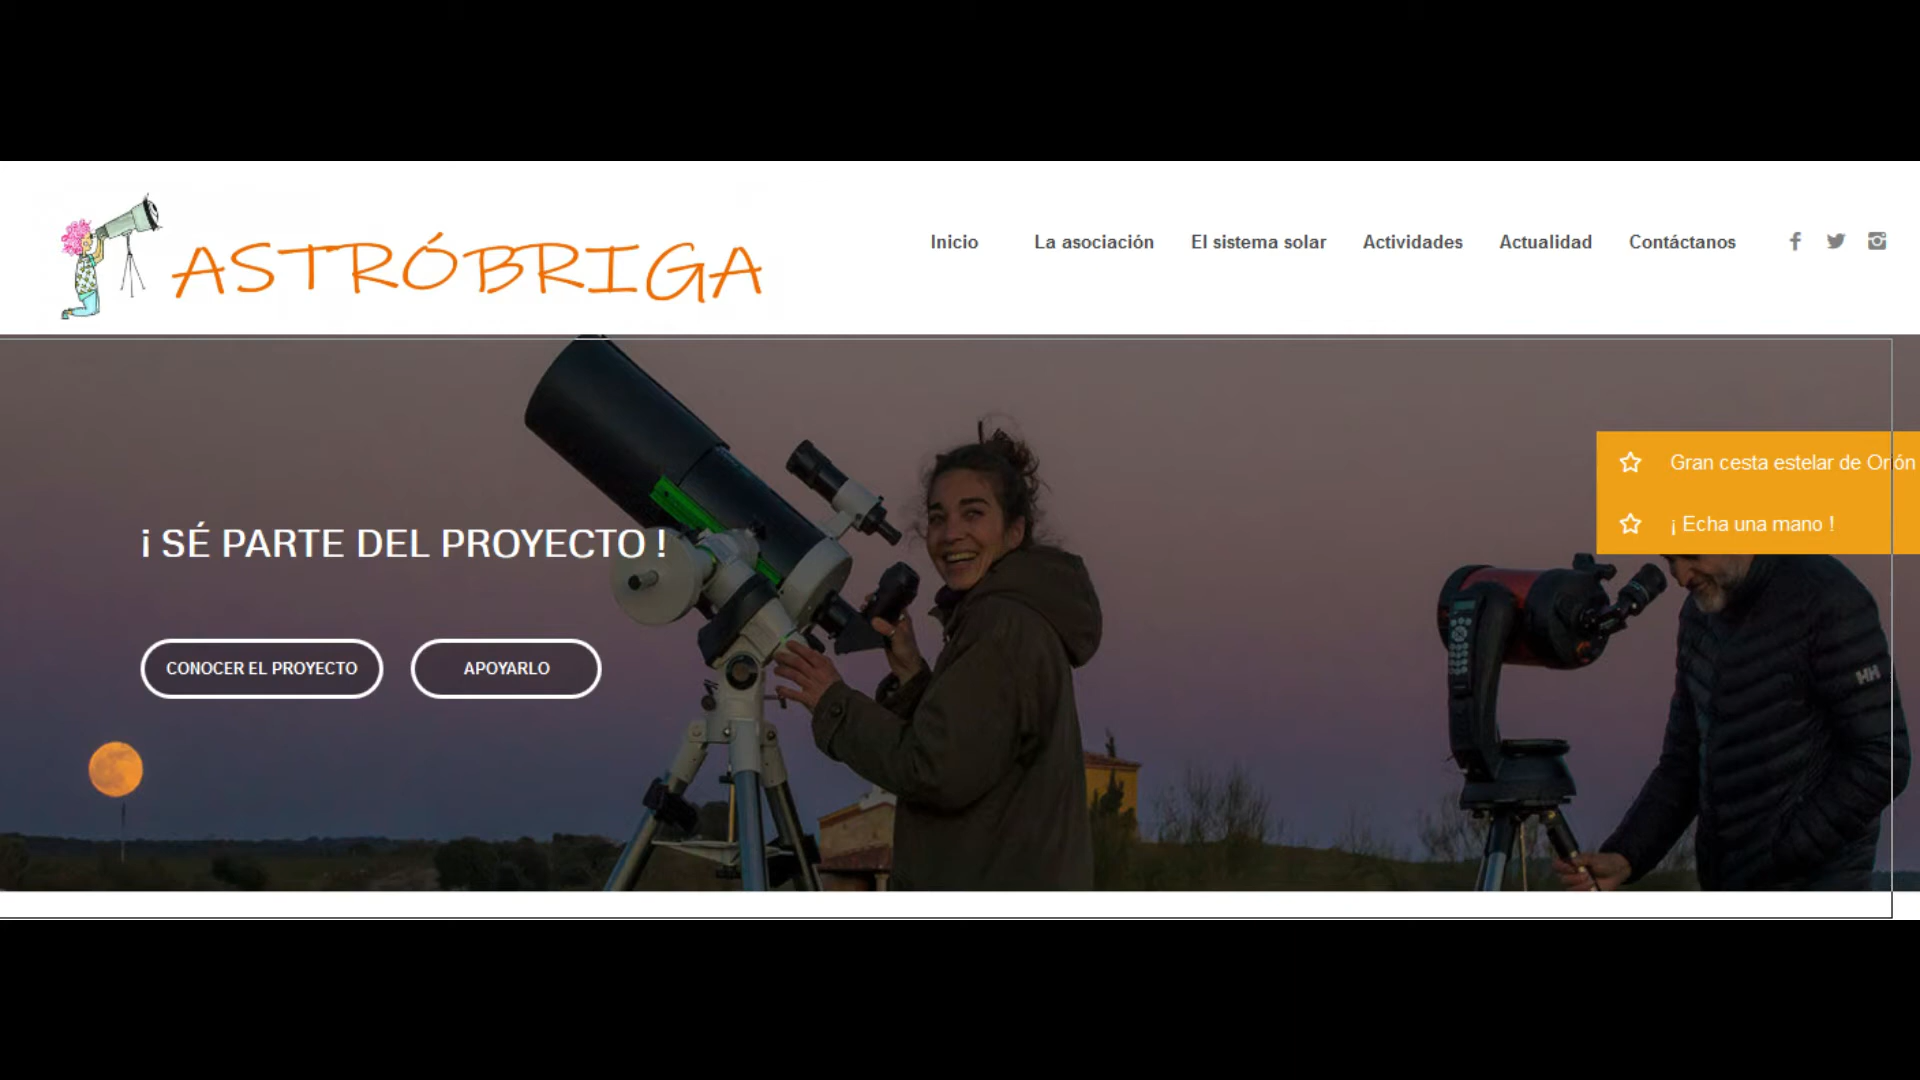 ASTRÓBRIGA
Inicio
La asociación
El sistema solar
Actividades
Actualidad
Contáctanos
Gran cesta estelar de Orión
¡ Echa una mano !
¡ SÉ PARTE DEL PROYECTO !
CONOCER EL PROYECTO
APOYARLO
HH